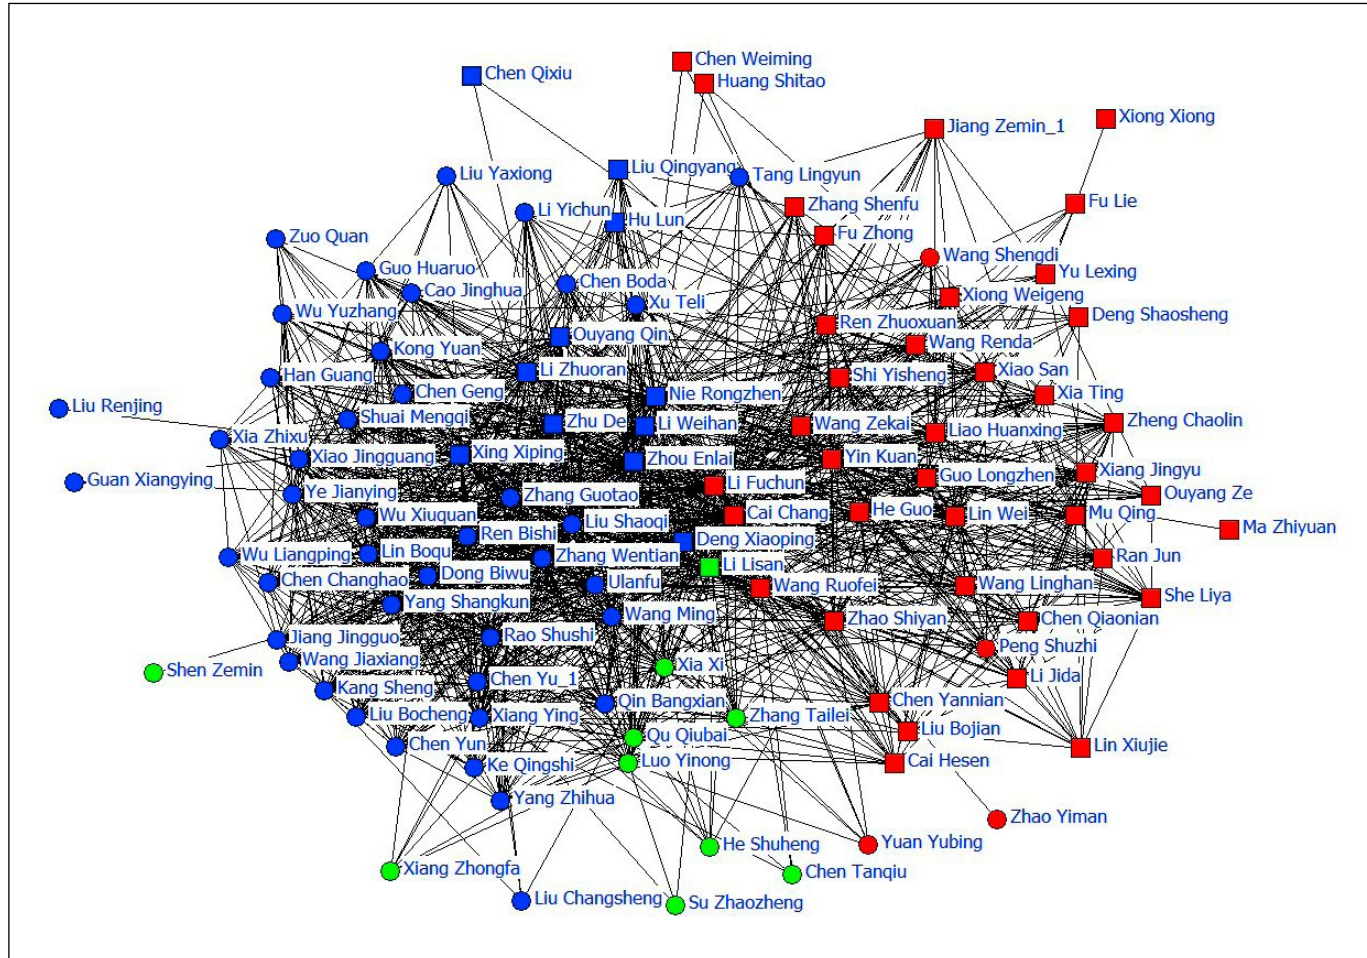 Chen Weiming
Chen Qixiu
Huang Shitao
Xiong Xiong
Jiang Zemin_1
Liu Qingyang
Liu Yaxiong
Tang Lingyun
Fu Lie
Zhang Shenfu
Li Yichun
Hu Lun
Fu Zhong
Zuo Quan
Wang Shengdi
Guo Huaruo
Yu Lexing
Chen Boda
Cao Jinghua
Xiong Weigeng
Xu Teli
Wu Yuzhang
Deng Shaosheng
Ren Zhuoxuan
Ouyang Qin
Wang Renda
Kong Yuan
Li Zhuoran
Xiao San
Han Guang
Shi Yisheng
Chen Geng
Nie Rongzhen
Xia Ting
Liu Renjing
Shuai Mengqi
Zhu De
Li Weihan
Wang Zekai
Zheng Chaolin
Liao Huanxing
Xia Zhixu
Xiao Jingguang
Xing Xiping
Zhou Enlai
Yin Kuan
Xiang Jingyu
Guo Longzhen
Guan Xiangying
Li Fuchun
Ye Jianying
Zhang Guotao
Ouyang Ze
Wu Xiuquan
Liu Shaoqi
Cai Chang
He Guo
Lin Wei
Mu Qing
Ma Zhiyuan
Ren Bishi
Deng Xiaoping
Lin Boqu
Wu Liangping
Zhang Wentian
Ran Jun
Li Lisan
Dong Biwu
Chen Changhao
Ulanfu
Wang Ruofei
Wang Linghan
Yang Shangkun
She Liya
Wang Ming
Zhao Shiyan
Chen Qiaonian
Jiang Jingguo
Rao Shushi
Peng Shuzhi
Wang Jiaxiang
Shen Zemin
Xia Xi
Li Jida
Chen Yu_1
Kang Sheng
Qin Bangxian
Chen Yannian
Liu Bocheng
Xiang Ying
Zhang Tailei
Liu Bojian
Qu Qiubai
Chen Yun
Lin Xiujie
Luo Yinong
Cai Hesen
Ke Qingshi
Yang Zhihua
Zhao Yiman
He Shuheng
Yuan Yubing
Xiang Zhongfa
Chen Tanqiu
Liu Changsheng
Su Zhaozheng